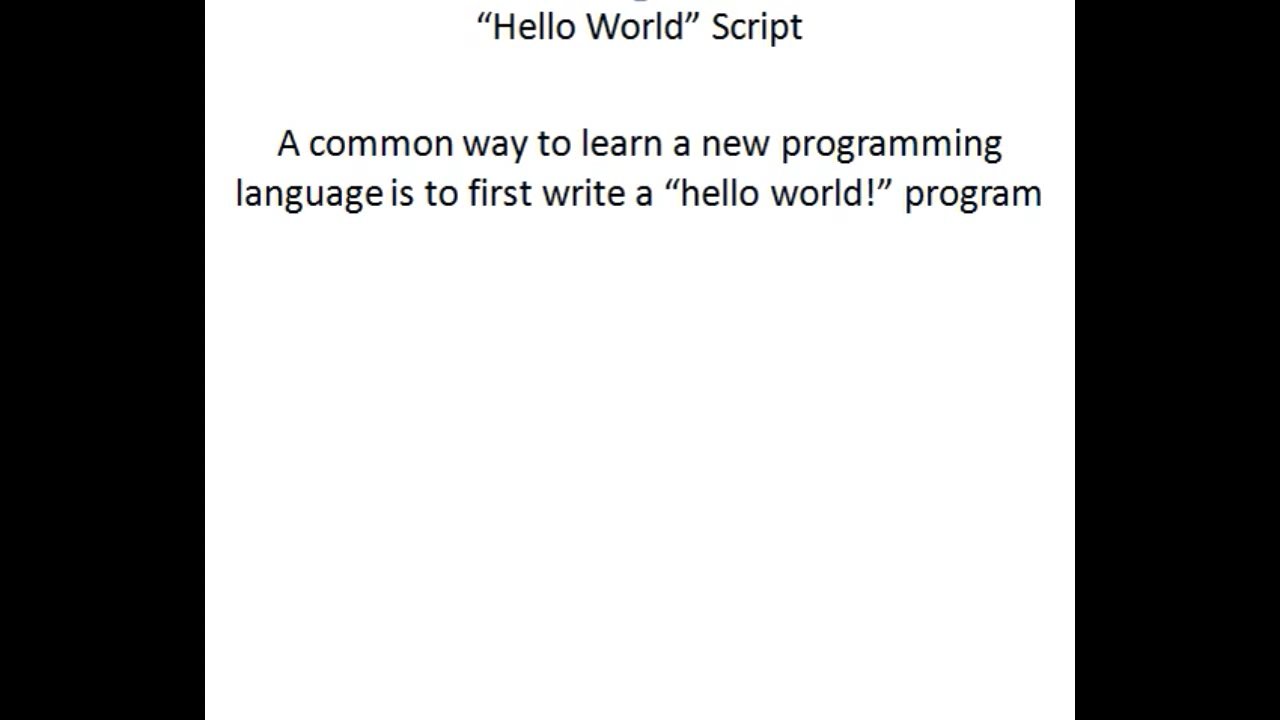 “Hello World” Script
A common way to learn a new programming
language is to first write a “hello world!” program